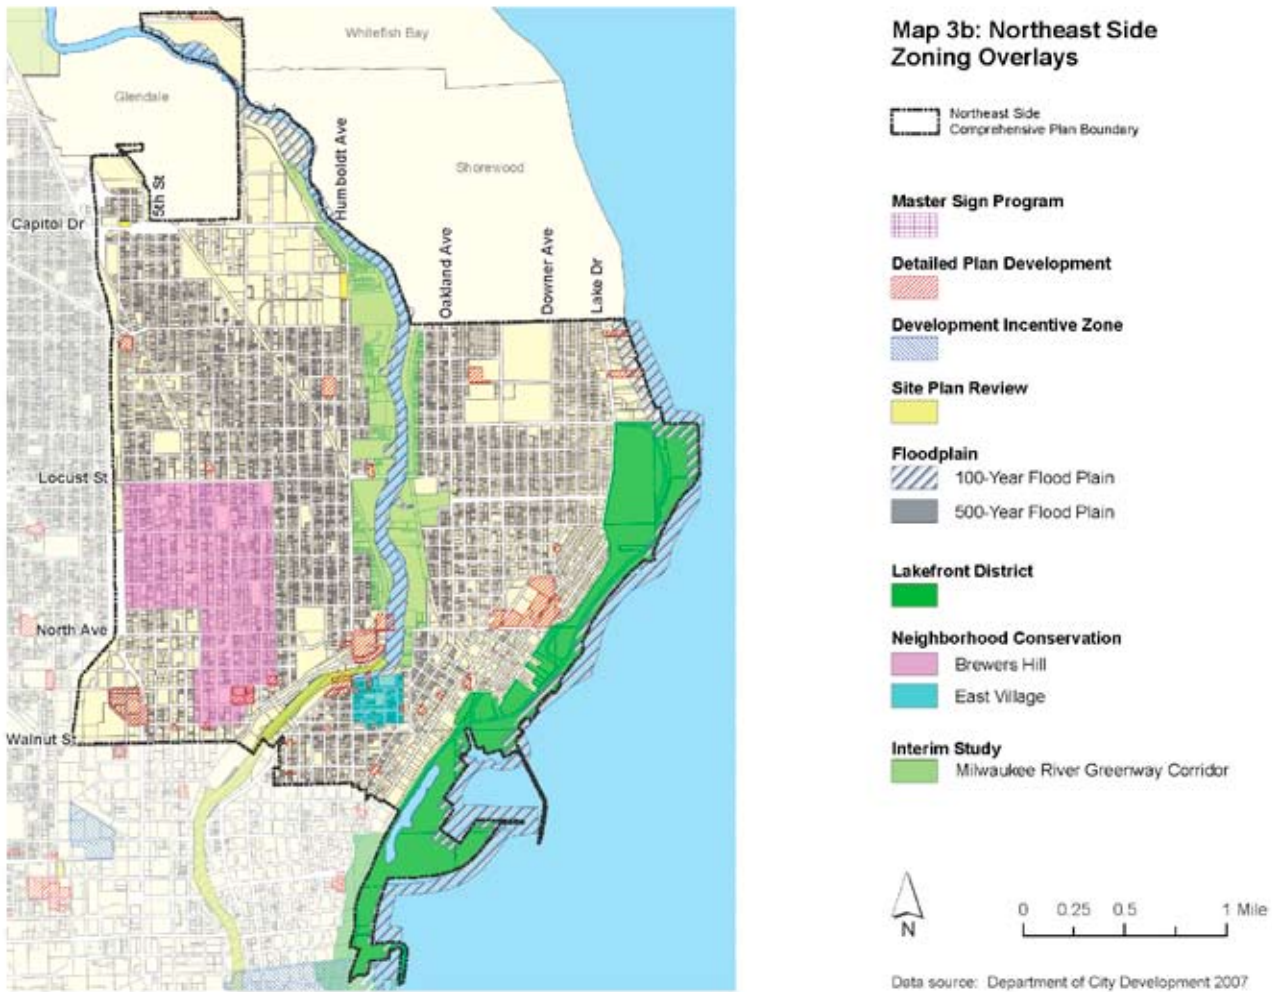 Whitefish Bay
Glendale
Humboldt Ave
Shorewood
5th St
Capitol Dr
Oakland Ave
Downer Ave
Lake Dr
Locust St
North Ave
Walnut S
Map 3b: Northeast Side
Zoning Overlays
Northeast Side
Comprehensive Plan Boundary
Master Sign Program
Detailed Plan Development
Development Incentive Zone
Site Plan Review
Floodplain
100-Year Flood Plain
500-Year Flood Plain
Lakefront District
Neighborhood Conservation
Brewers Hill
East Village
Interim Study
Milwaukee River Greenway Corridor
N
0 0.25 0.5 1 Mile
Data source: Department of City Development 2007